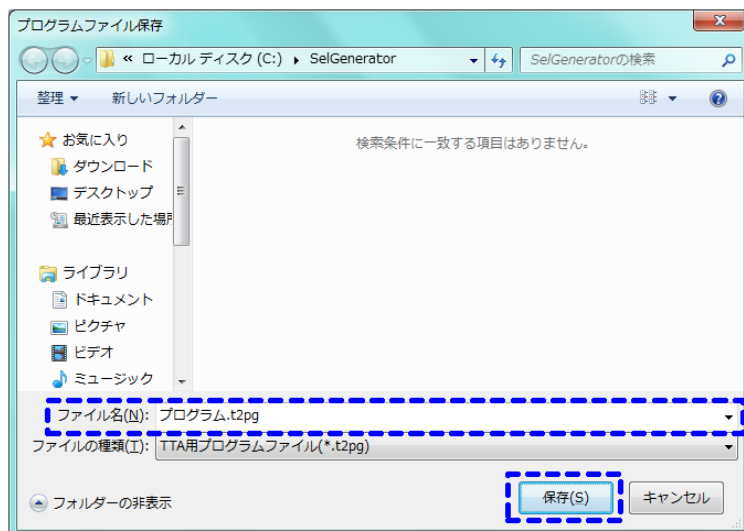 プログラムファイル保存
« ローカル ディスク (C:) ▸ SelGenerator
SelGeneratorの検索
整理 ▼ 新しいフォルダー
お気に入り
ダウンロード
デスクトップ
最近表示した場所
ライブラリ
ドキュメント
ピクチャ
ビデオ
ミュージック
検索条件に一致する項目はありません。
ファイル名(N): プログラム.t2pg
ファイルの種類(T): TTA用プログラムファイル(*.t2pg)
フォルダーの非表示
保存(S)
キャンセル